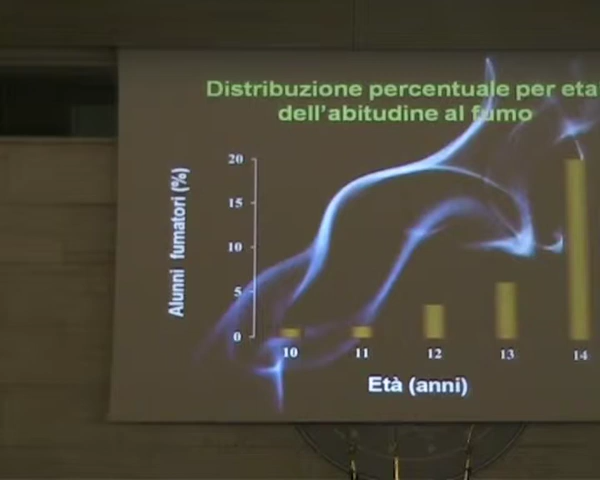 Distribuzione percentuale per età
dell'abitudine al fumo
Alunni fumatori (%)
20
15
10
5
0
10 11 12 13 14
Età (anni)